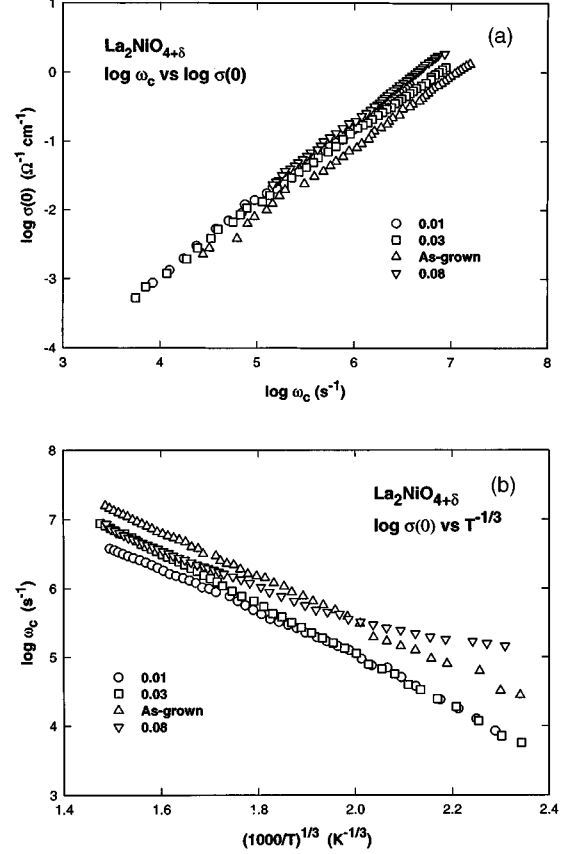 1
0
-1
-2
-3
-4
log σ(0) (Ω⁻¹ cm⁻¹)
La₂NiO₄₊δ
log ω_c vs log σ(0)
(a)
0.01
0.03
As-grown
0.08
3 4 5 6 7 8
log ω_c (s⁻¹)
8
7
6
5
4
3
log ω_c (s⁻¹)
La₂NiO₄₊δ
log σ(0) vs T⁻¹/³
(b)
0.01
0.03
As-grown
0.08
1.4 1.6 1.8 2.0 2.2 2.4
(1000/T)¹/³ (K⁻¹/³)